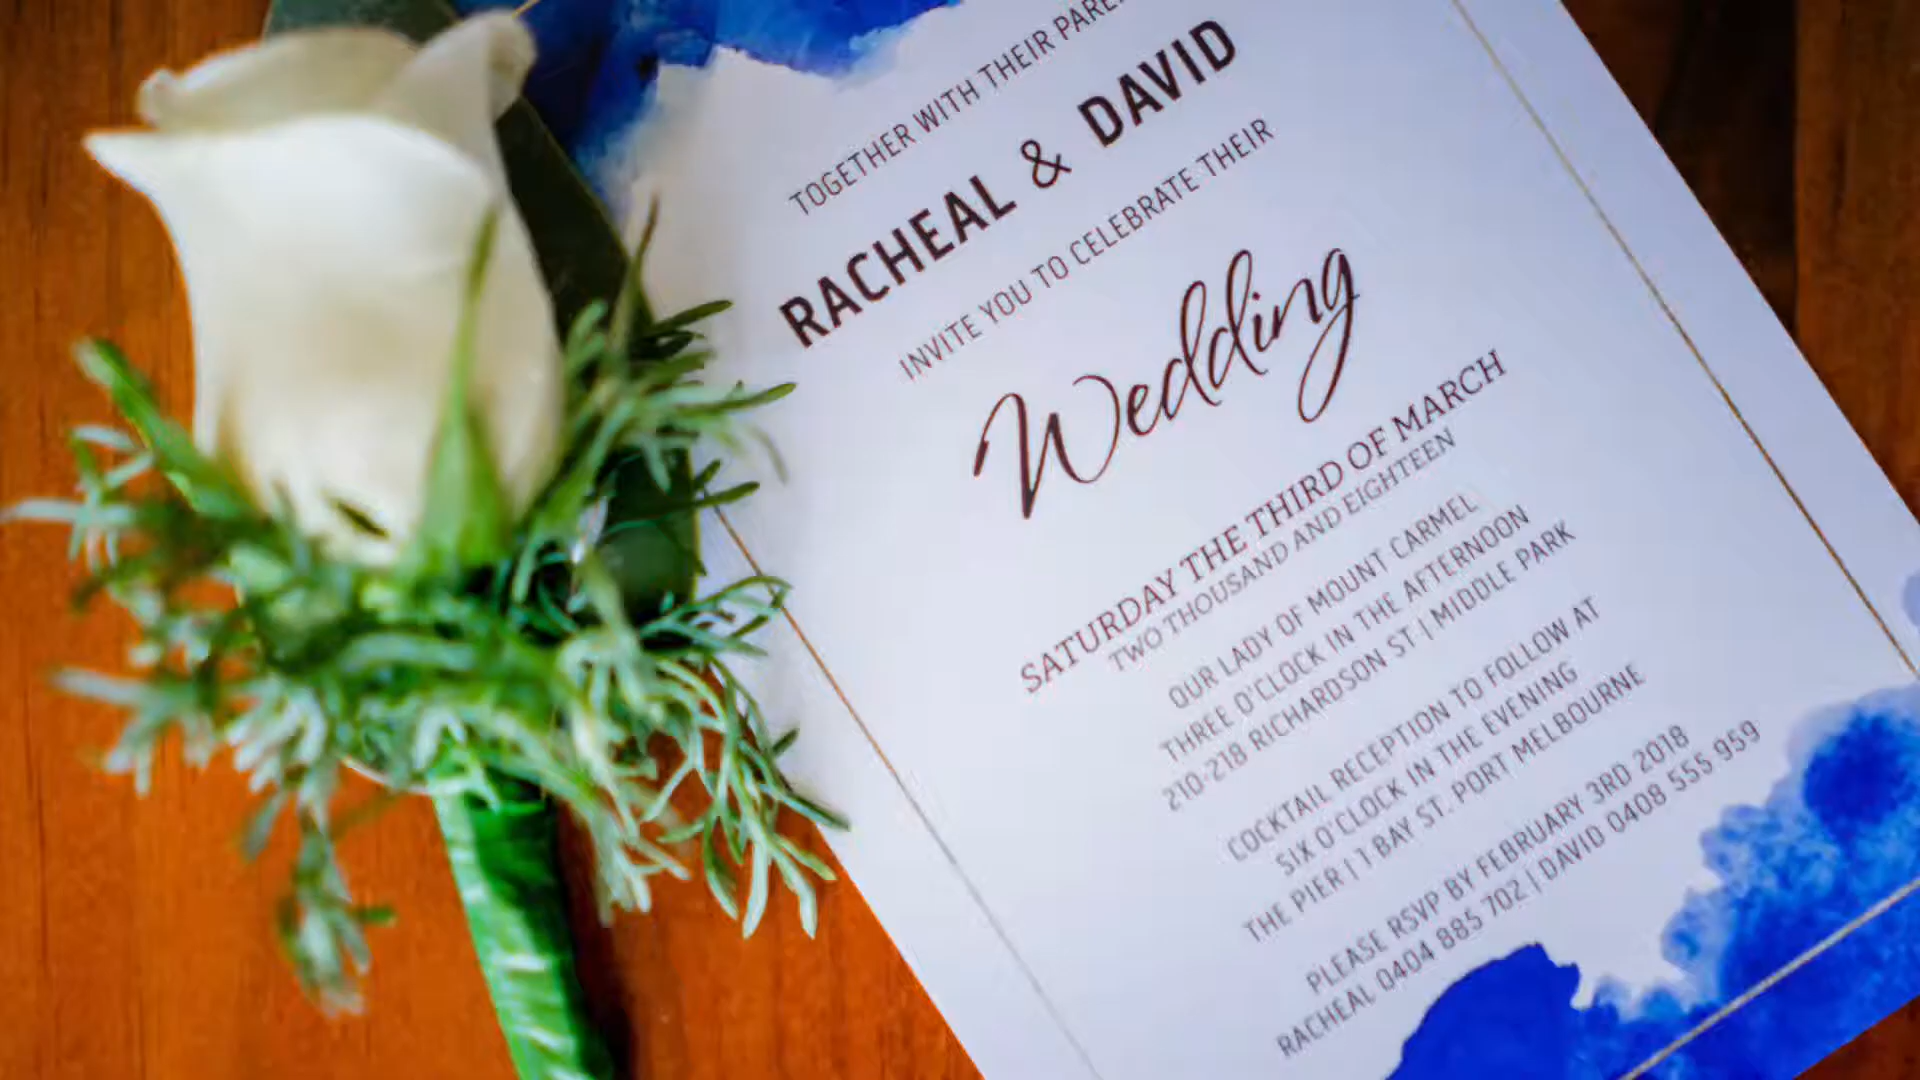 TOGETHER WITH THEIR
RACHEAL & DAVID
INVITE YOU TO CELEBRATE THEIR
Wedding
SATURDAY THE THIRD OF MARCH
TWO THOUSAND AND EIGHTEEN
OUR LADY OF MOUNT CARMEL
THREE O'CLOCK IN THE AFTERNOON
210-218 RICHARDSON ST | MIDDLE PARK
COCKTAIL RECEPTION TO FOLLOW AT
SIX O'CLOCK IN THE EVENING
THE PIER | 1 BAY ST. PORT MELBOURNE
PLEASE RSVP BY FEBRUARY 3RD 2018
RACHEAL 0404 885 702 | DAVID 0408 555 959